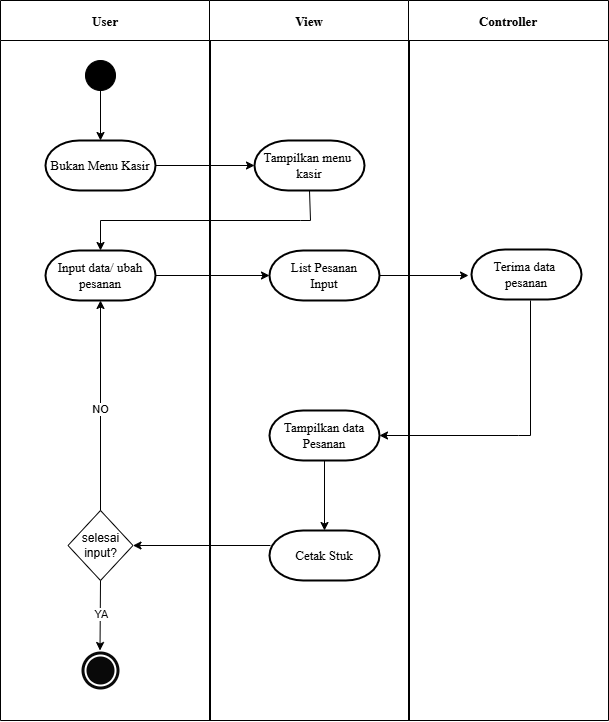 User
View
Controller
Bukan Menu Kasir
Tampilkan menu
kasir
Input data/ ubah
pesanan
List Pesanan
Input
Terima data
pesanan
NO
Tampilkan data
Pesanan
selesai
input?
Cetak Stuk
YA